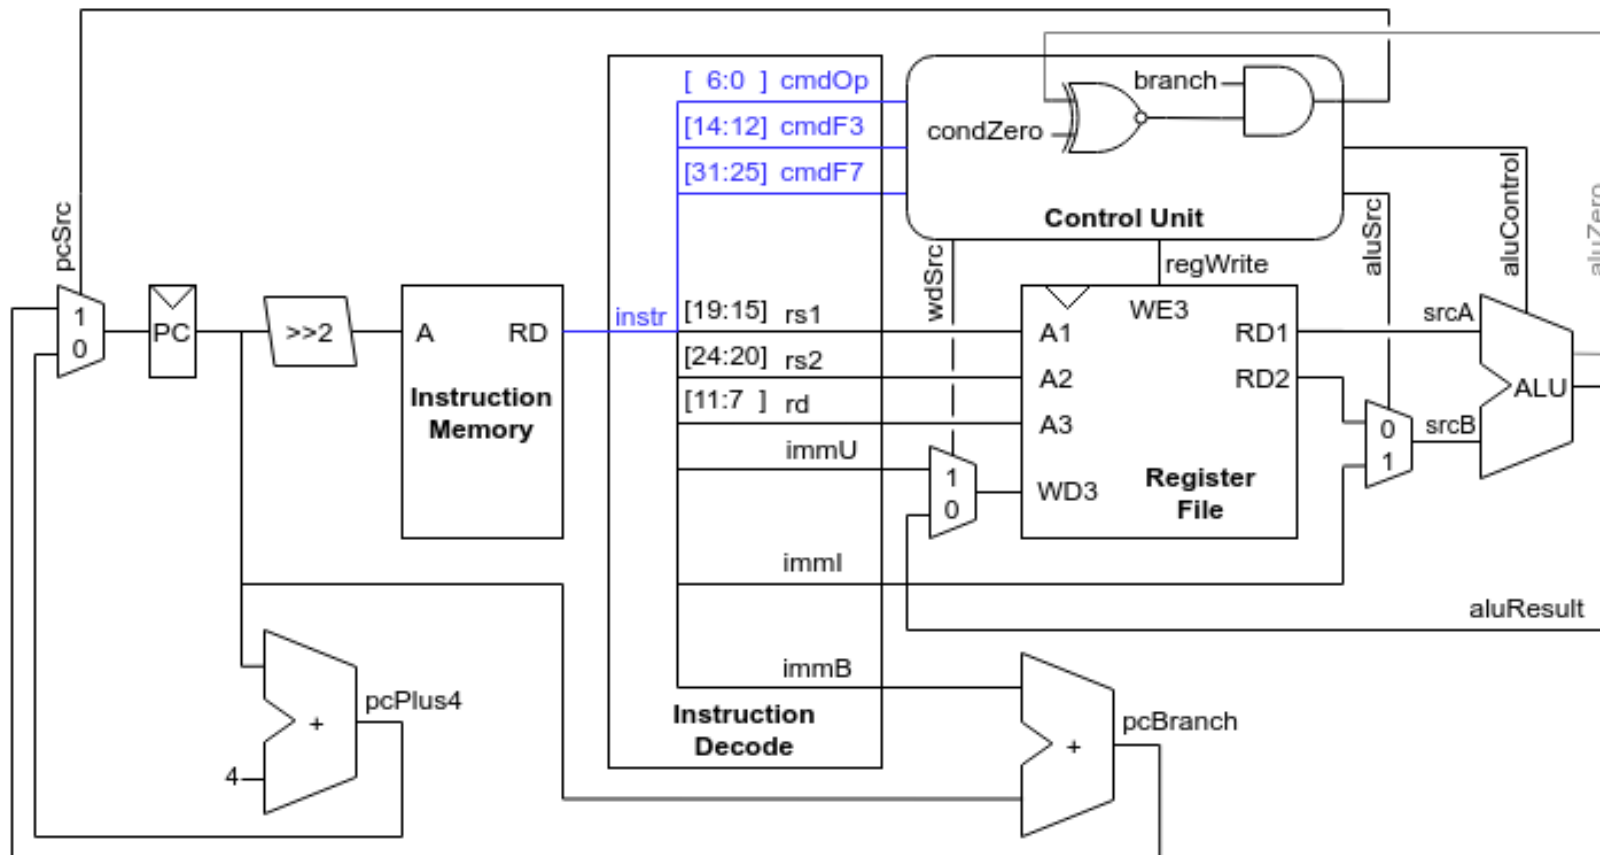 [ 6:0 ] cmdOp
[14:12] cmdF3
[31:25] cmdF7
branch
condZero
Control Unit
pcSrc
wdSrc
regWrite
aluSrc
aluControl
aluZero
1
0
PC
>>2
A
RD
Instruction
Memory
instr
[19:15] rs1
[24:20] rs2
[11:7 ] rd
immU
immI
immB
Instruction
Decode
1
0
WE3
A1
A2
A3
WD3
RD1
RD2
Register
File
0
1
srcA
srcB
ALU
aluResult
pcPlus4
+
4
pcBranch
+